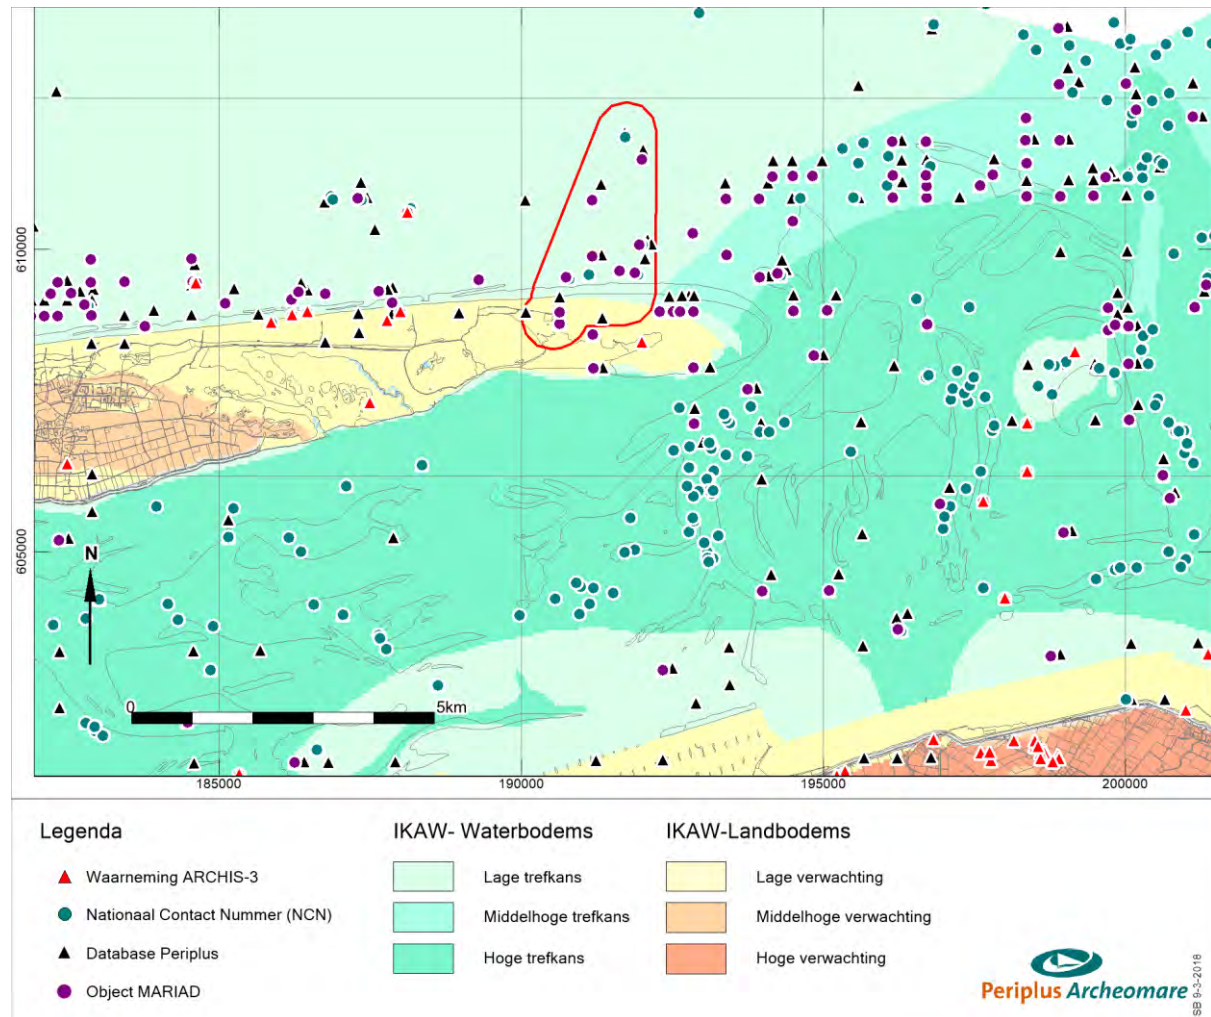 610000
605000
N
0
5km
185000
190000
195000
200000
Legenda
Waarneming ARCHIS-3
Nationaal Contact Nummer (NCN)
Database Periplus
Object MARIAD
IKAW- Waterbodems
Lage trefkans
Middelhoge trefkans
Hoge trefkans
IKAW-Landbodems
Lage verwachting
Middelhoge verwachting
Hoge verwachting
Periplus Archeomare
SB 9-3-2018